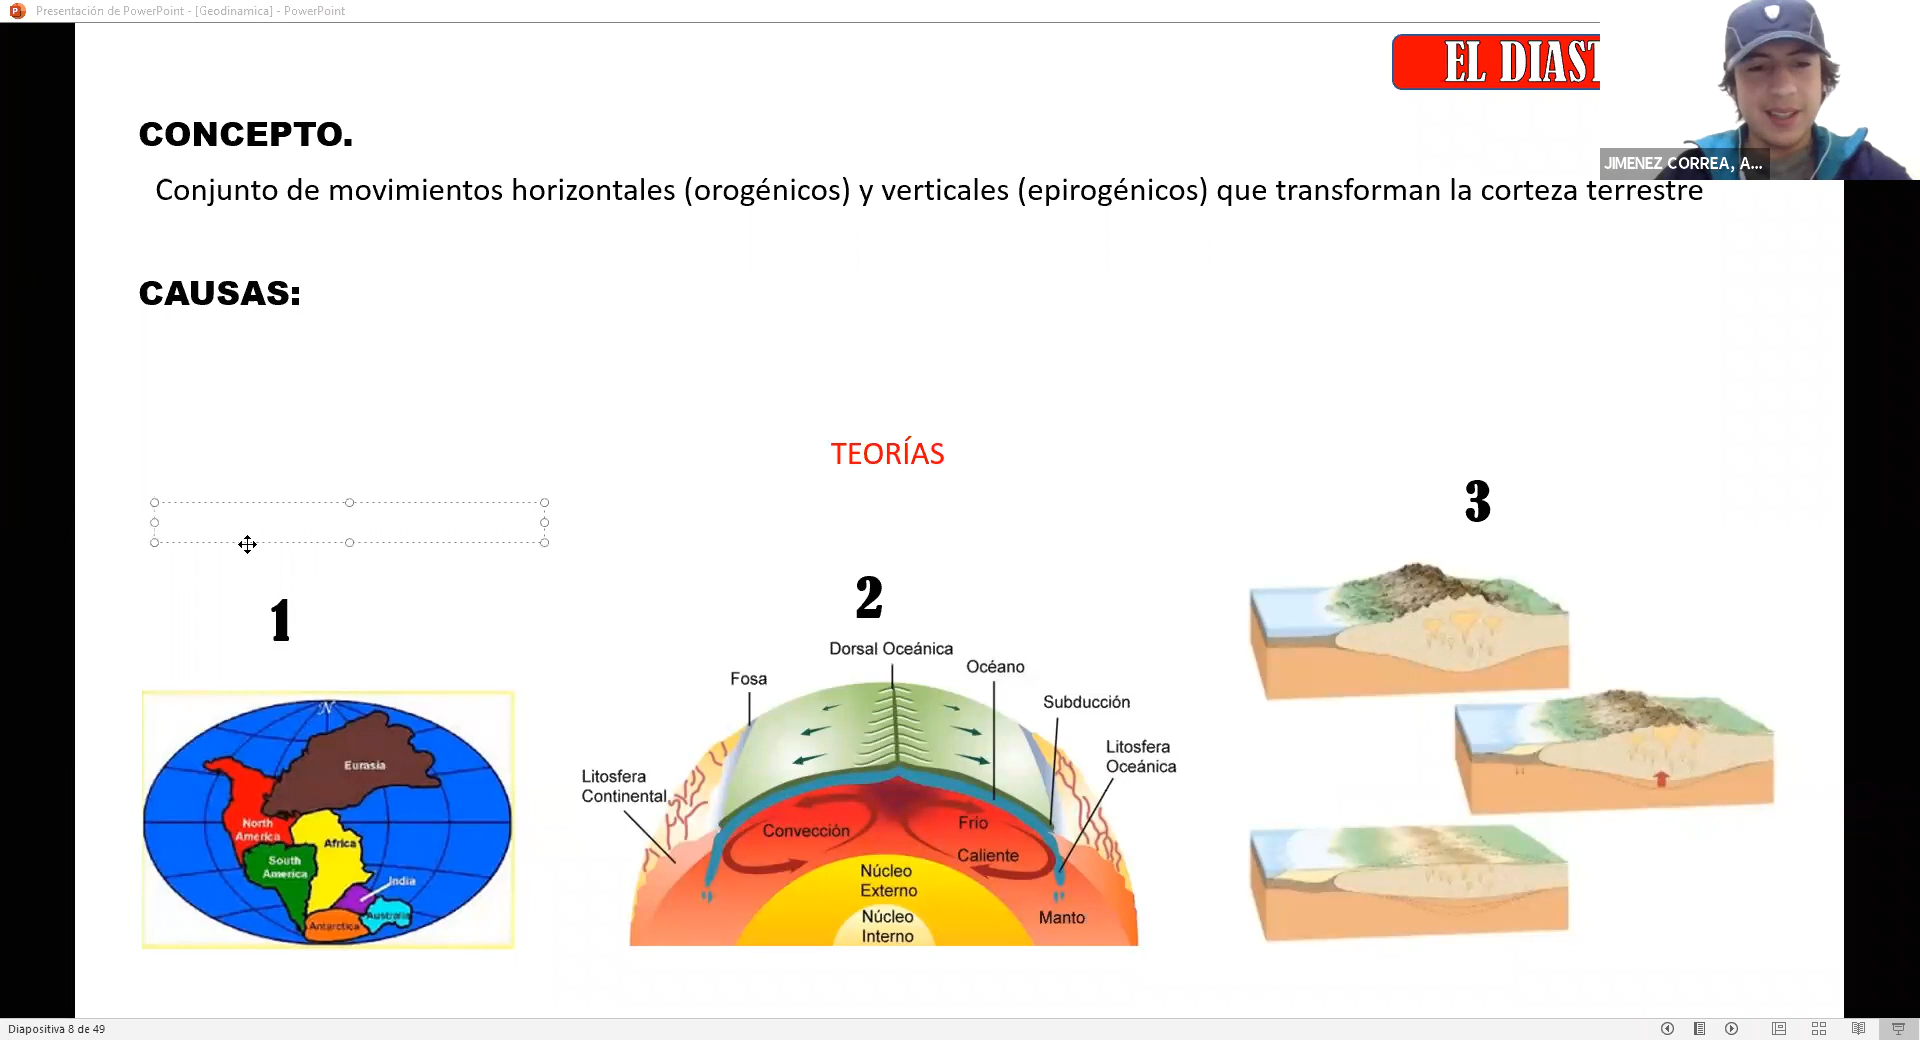 Presentación de PowerPoint - [Geodinamica] - PowerPoint
EL DIAST
JIMENEZ CORREA, A...
CONCEPTO.
Conjunto de movimientos horizontales (orogénicos) y verticales (epirogénicos) que transforman la corteza terrestre
CAUSAS:
TEORÍAS
1
2
3
N
Eurasia
North
America
Africa
South
America
India
Australia
Antarctica
Dorsal Oceánica
Océano
Fosa
Subducción
Litosfera
Oceánica
Litosfera
Continental
Convección
Frío
Caliente
Núcleo
Externo
Núcleo
Interno
Manto
Diapositiva 8 de 49